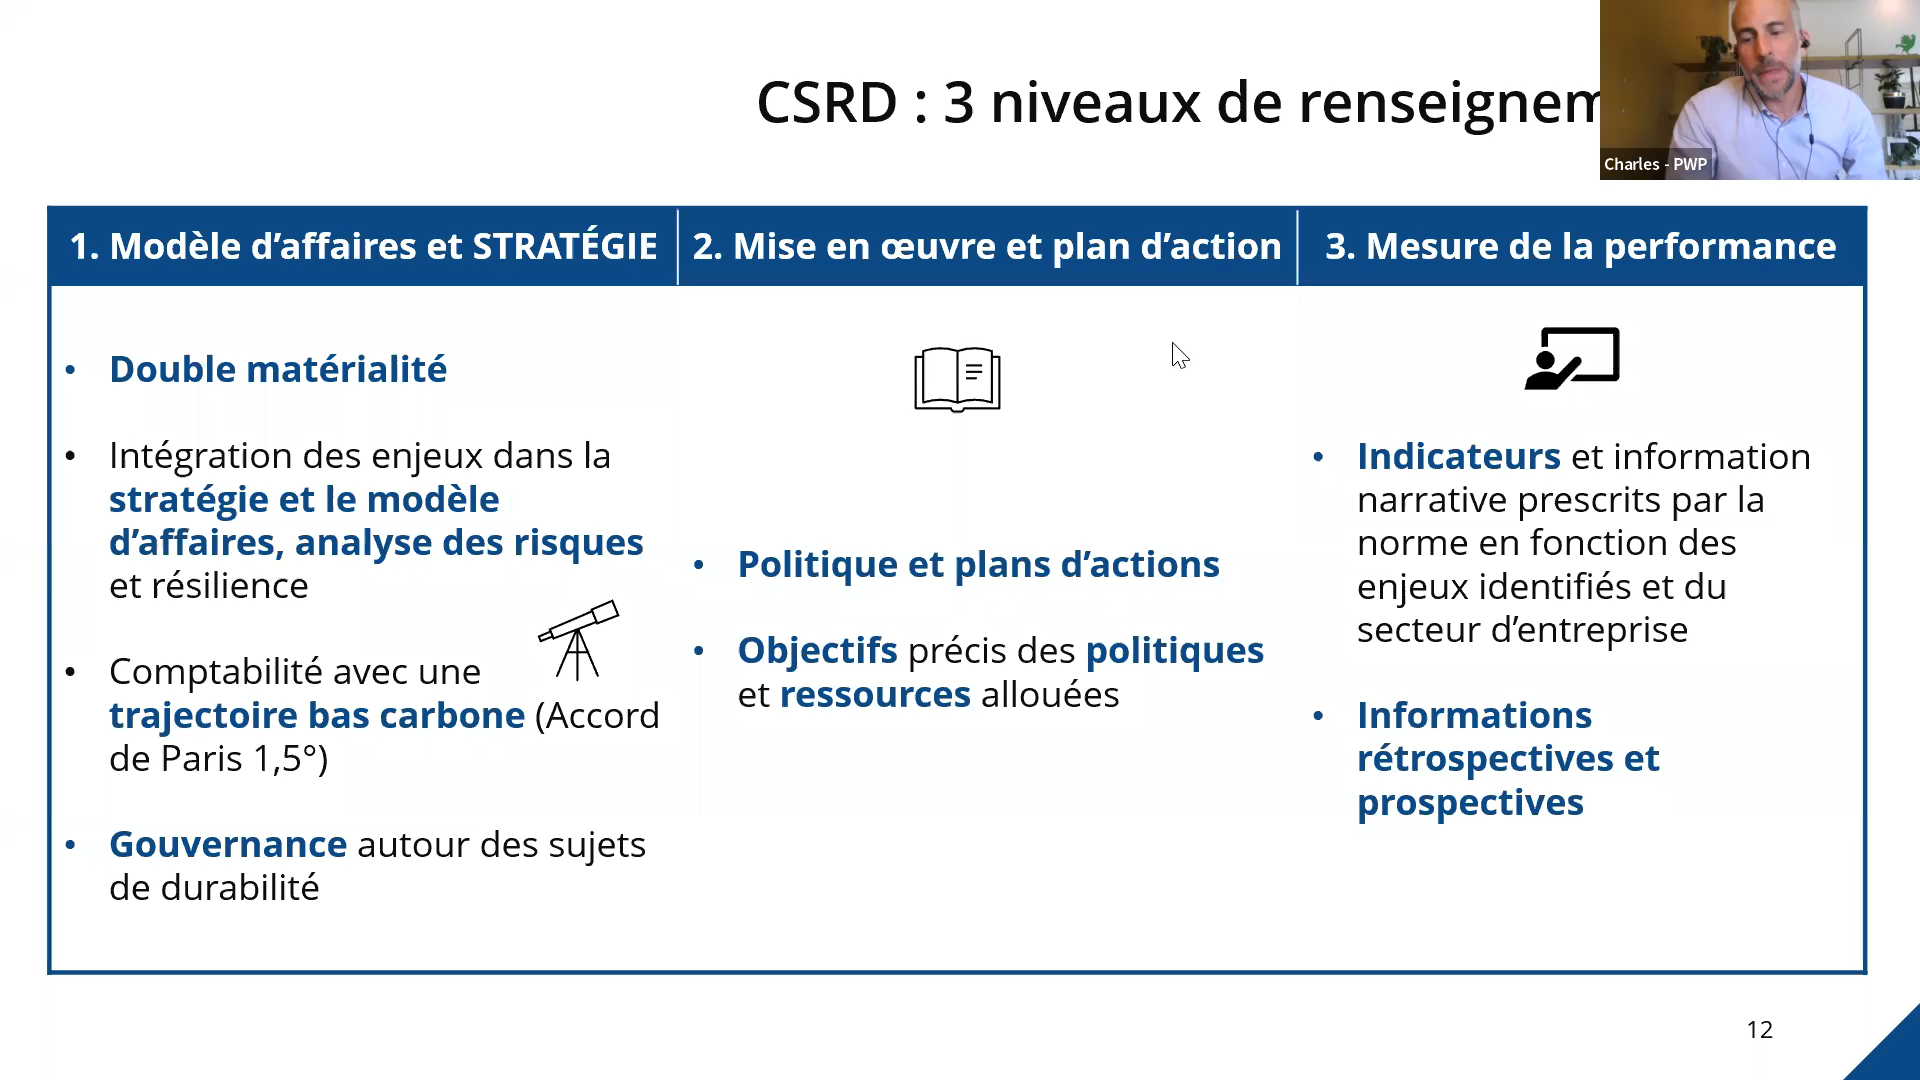 CSRD : 3 niveaux de renseignem
Charles - PWP
1. Modèle d’affaires et STRATÉGIE
2. Mise en œuvre et plan d’action
3. Mesure de la performance
• Double matérialité
• Intégration des enjeux dans la
stratégie et le modèle
d’affaires, analyse des risques
et résilience
• Comptabilité avec une
trajectoire bas carbone (Accord
de Paris 1,5°)
• Gouvernance autour des sujets
de durabilité
• Politique et plans d’actions
• Objectifs précis des politiques
et ressources allouées
• Indicateurs et information
narrative prescrits par la
norme en fonction des
enjeux identifiés et du
secteur d’entreprise
• Informations
rétrospectives et
prospectives
12